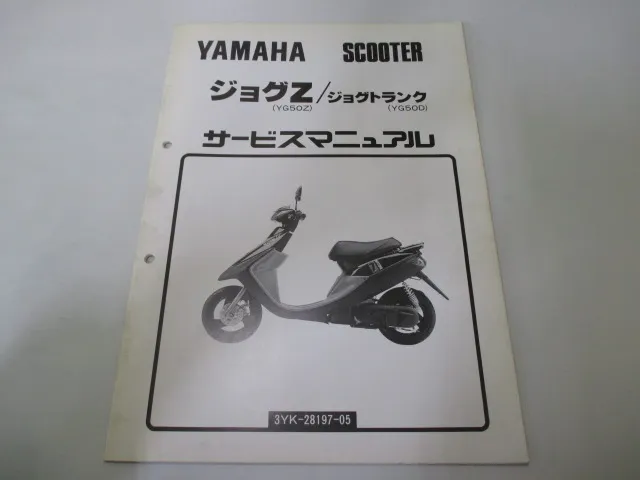 YAMAHA SCOOTER
ジョグZ/ジョグトランク
(YG50Z) (YG50D)
サービスマニュアル
3YK-28197-05